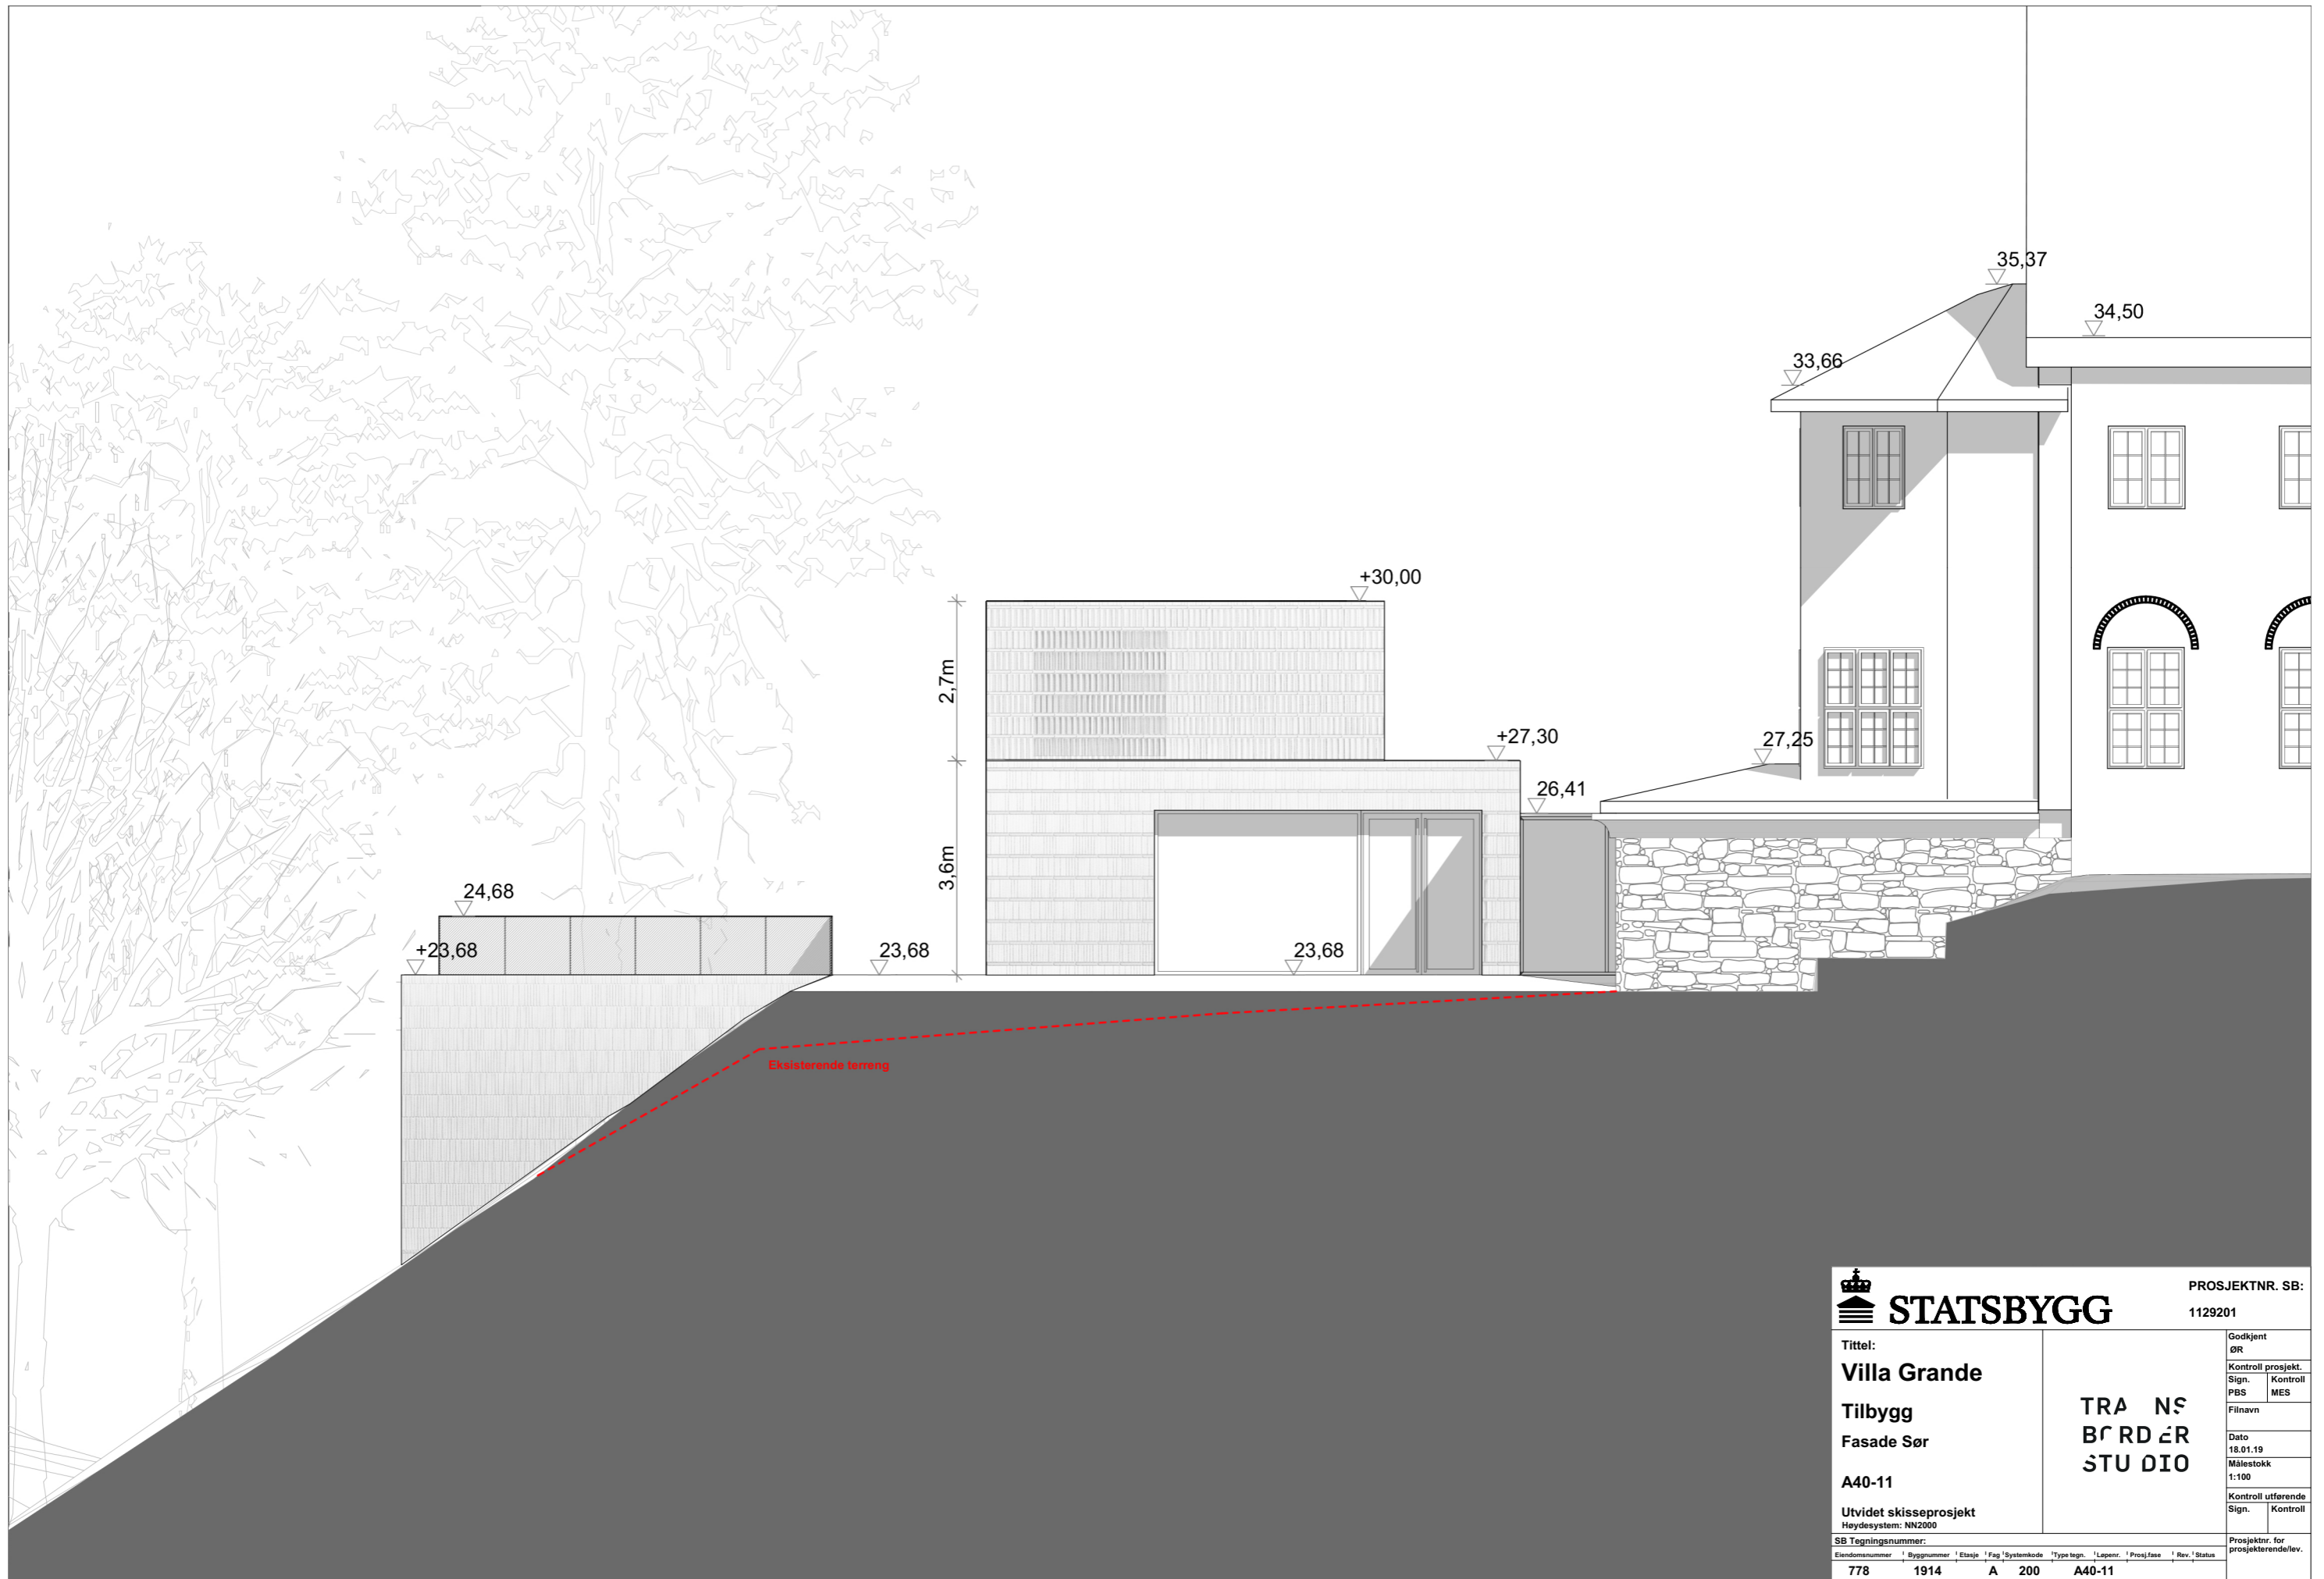 35,37
34,50
33,66
+30,00
2,7m
+27,30
27,25
26,41
3,6m
24,68
+23,68
23,68
23,68
Eksisterende terreng
STATSBYGG
PROSJEKTNR. SB:
1129201
Tittel:
Villa Grande
Tilbygg
Fasade Sør
A40-11
Utvidet skisseprosjekt
Høydesystem: NN2000
TRA NS
BORD ER
STU DIO
Godkjent
ØR
Kontroll prosjekt.
Sign. Kontroll
PBS MES
Filnavn
Dato
18.01.19
Målestokk
1:100
Kontroll utførende
Sign. Kontroll
SB Tegningsnummer:
Eiendomsnummer Byggnummer Etasje Fag Systemkode Type tegn. Løpenr. Prosj.fase Rev. Status
778 1914 A 200 A40-11
Prosjektnr. for
prosjekterende/lev.